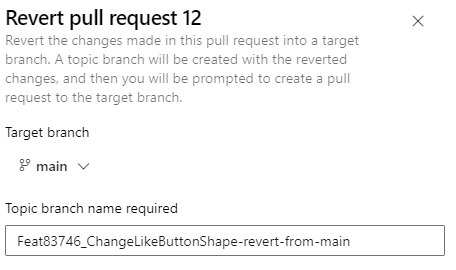 Revert pull request 12
Revert the changes made in this pull request into a target
branch. A topic branch will be created with the reverted
changes, and then you will be prompted to create a pull
request to the target branch.
Target branch
main
Topic branch name required
Feat83746_ChangeLikeButtonShape-revert-from-main